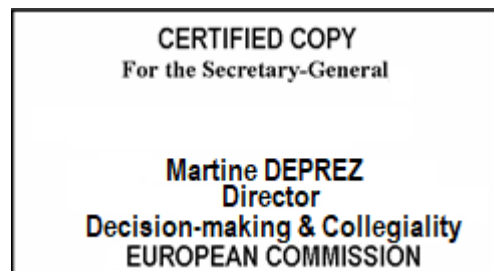 CERTIFIED COPY
For the Secretary-General
Martine DEPREZ
Director
Decision-making & Collegiality
EUROPEAN COMMISSION